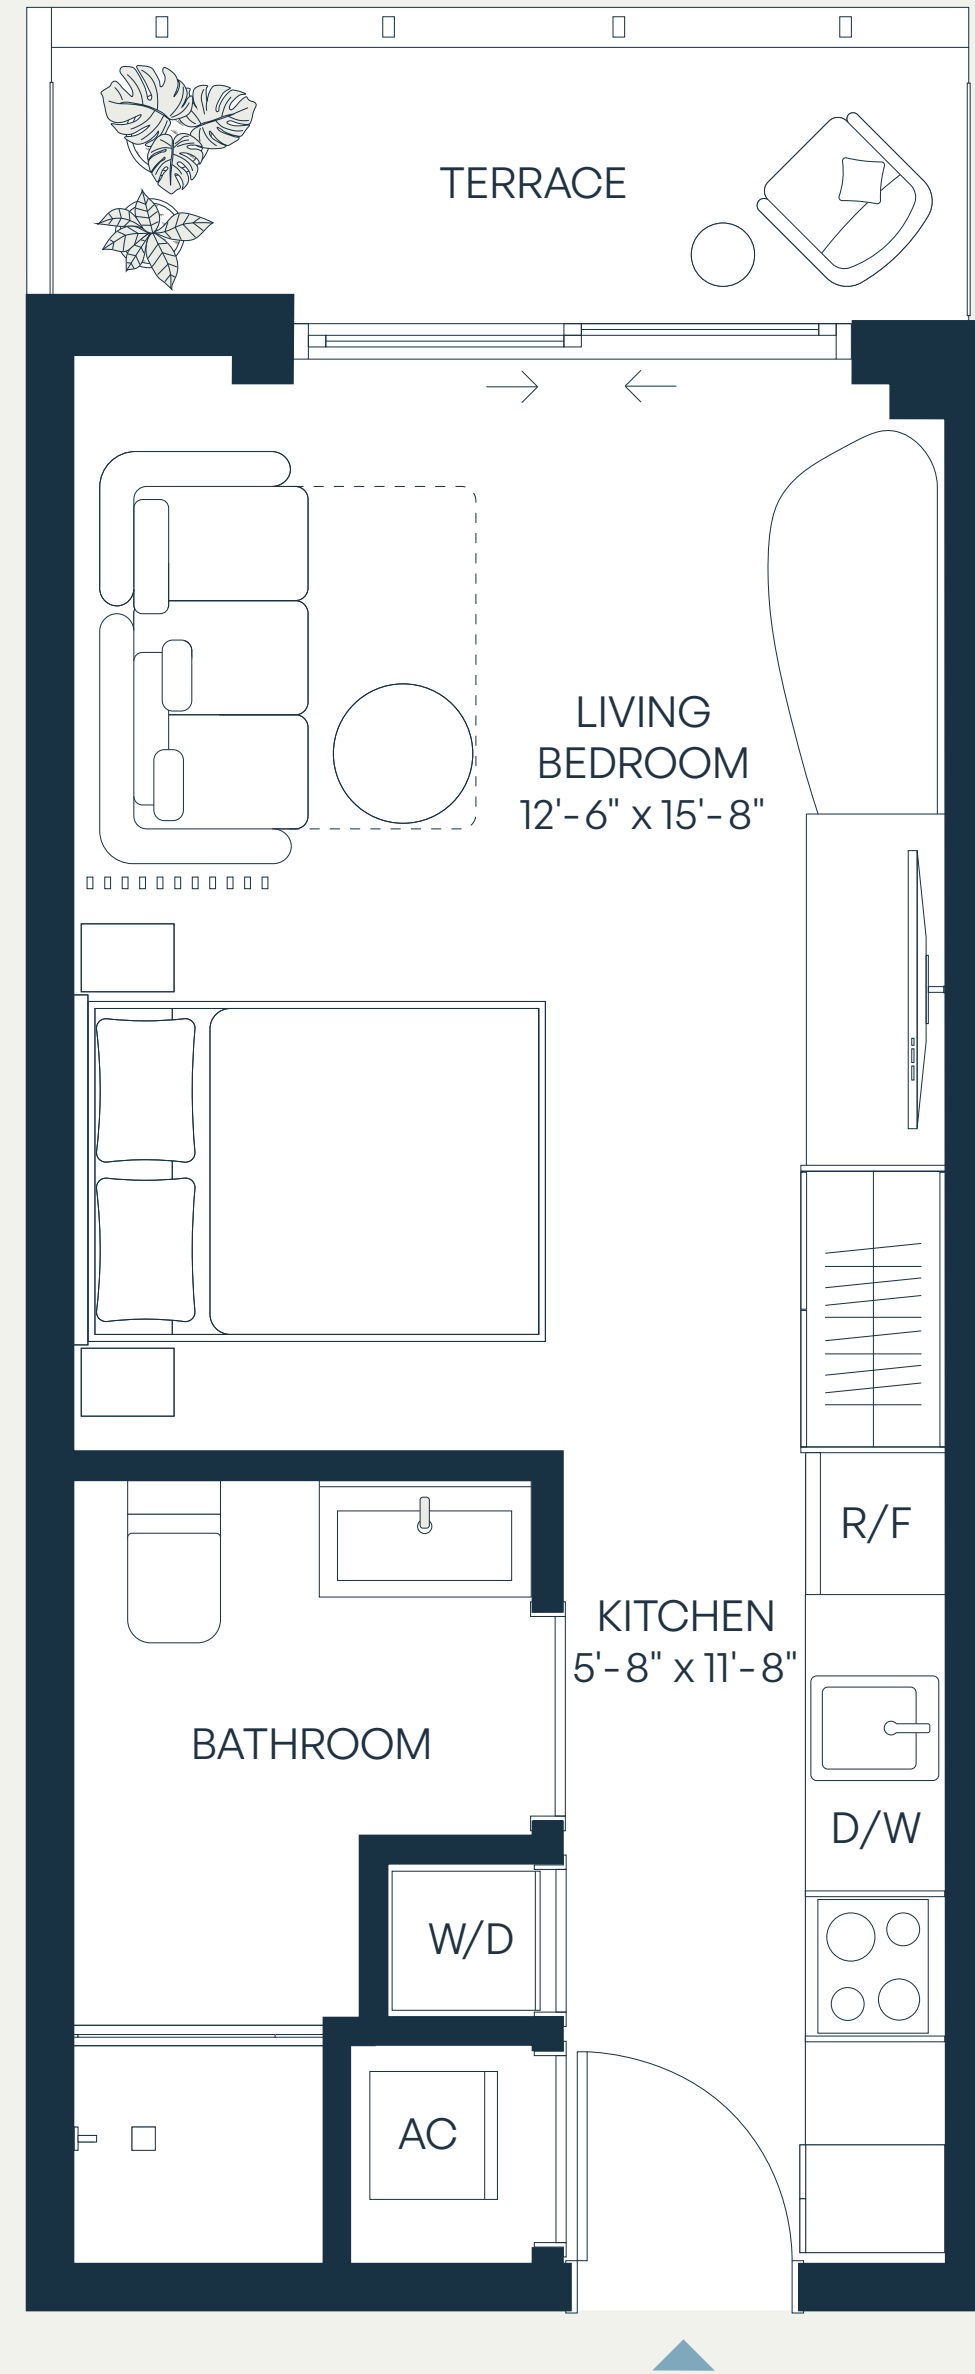 TERRACE
LIVING
BEDROOM
12'-6" x 15'-8"
R/F
KITCHEN
5'-8" x 11'-8"
BATHROOM
D/W
W/D
AC